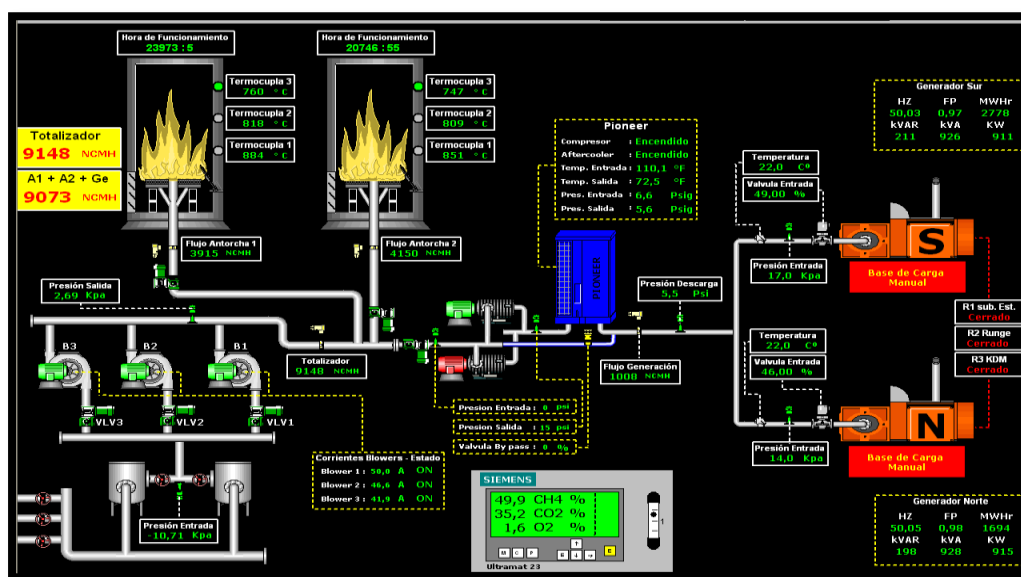 Hora de Funcionamiento
23973 : 5
Hora de Funcionamiento
20746 : 55
Termocupla 3
760 ° c
Termocupla 2
818 ° c
Termocupla 1
884 ° c
Termocupla 3
747 ° c
Termocupla 2
809 ° c
Termocupla 1
851 ° c
Totalizador
9148 NCMH
A1 + A2 + Ge
9073 NCMH
Flujo Antorcha 1
3915 NCMH
Flujo Antorcha 2
4150 NCMH
Pioneer
Compresor : Encendido
Aftercooler : Encendido
Temp. Entrada : 110,1 °F
Temp. Salida : 72,5 °F
Pres. Entrada : 6,6 Psig
Pres. Salida : 5,6 Psig
PIONEER
Generador Sur
HZ FP MWHr
50,03 0,97 2778
kVAR kVA KW
211 926 911
Temperatura
22,0 Cº
Valvula Entrada
49,00 %
Presión Entrada
17,0 Kpa
S
Base de Carga
Manual
Presión Salida
2,69 Kpa
Presión Descarga
5,5 Psi
R1 sub. Est.
Cerrado
R2 Runge
Cerrado
R3 KDM
Cerrado
B3
B2
B1
Totalizador
9148 NCMH
Flujo Generación
1008 NCMH
Temperatura
22,0 Cº
Valvula Entrada
46,00 %
Presión Entrada
14,0 Kpa
N
Base de Carga
Manual
VLV3
VLV2
VLV1
Presion Entrada : 0 psi
Presion Salida : 15 psi
Valvula By pass : 0 %
Corrientes Blowers - Estado
Blower 1 : 50,0 A ON
Blower 2 : 46,6 A ON
Blower 3 : 41,9 A ON
Presión Entrada
-10,71 Kpa
SIEMENS
49,9 CH4 %
35,2 CO2 %
1,6 O2 %
M C P
E
1
Ultramat 23
Generador Norte
HZ FP MWHr
50,05 0,98 1694
kVAR kVA KW
198 928 915